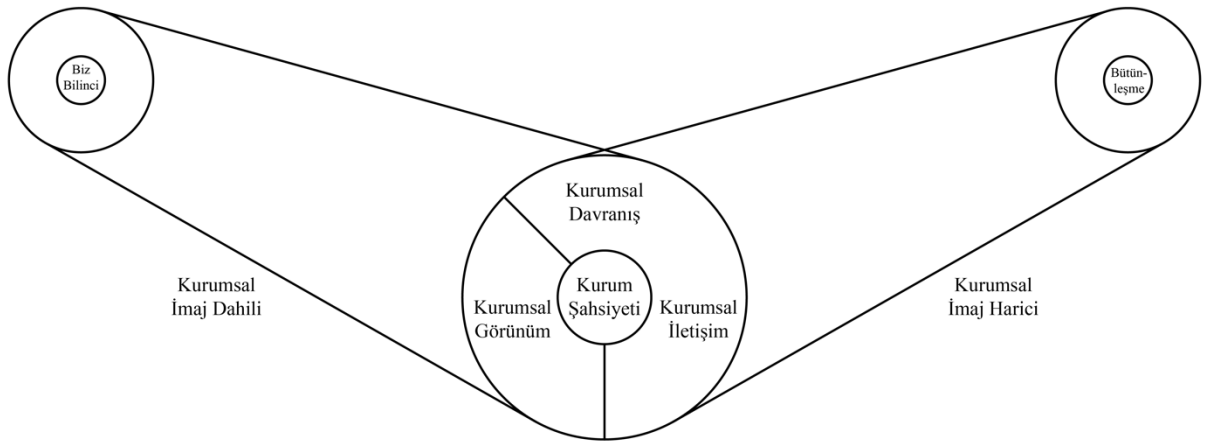 Biz
Bilinci
Bütün-
leşme
Kurumsal
Davranış
Kurum
Şahsiyeti
Kurumsal
Görünüm
Kurumsal
İletişim
Kurumsal
İmaj Dahili
Kurumsal
İmaj Harici